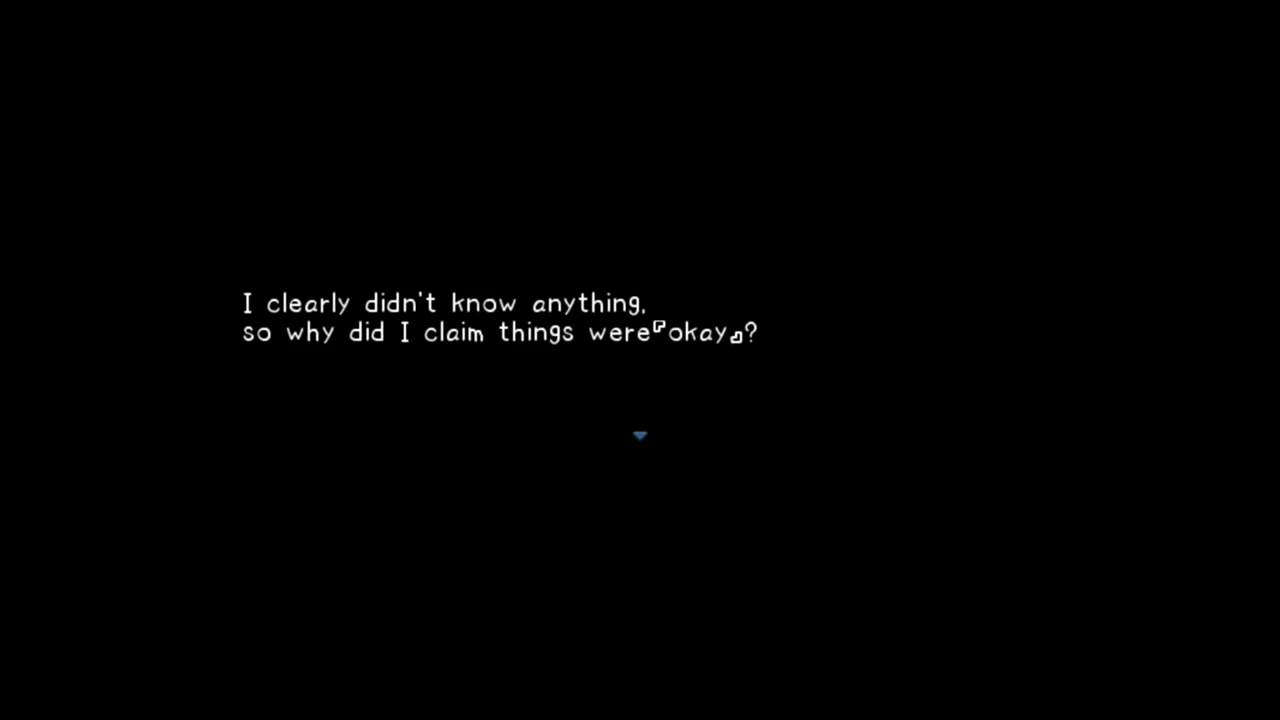 I clearly didn't know anything,
so why did I claim things were『okay』?